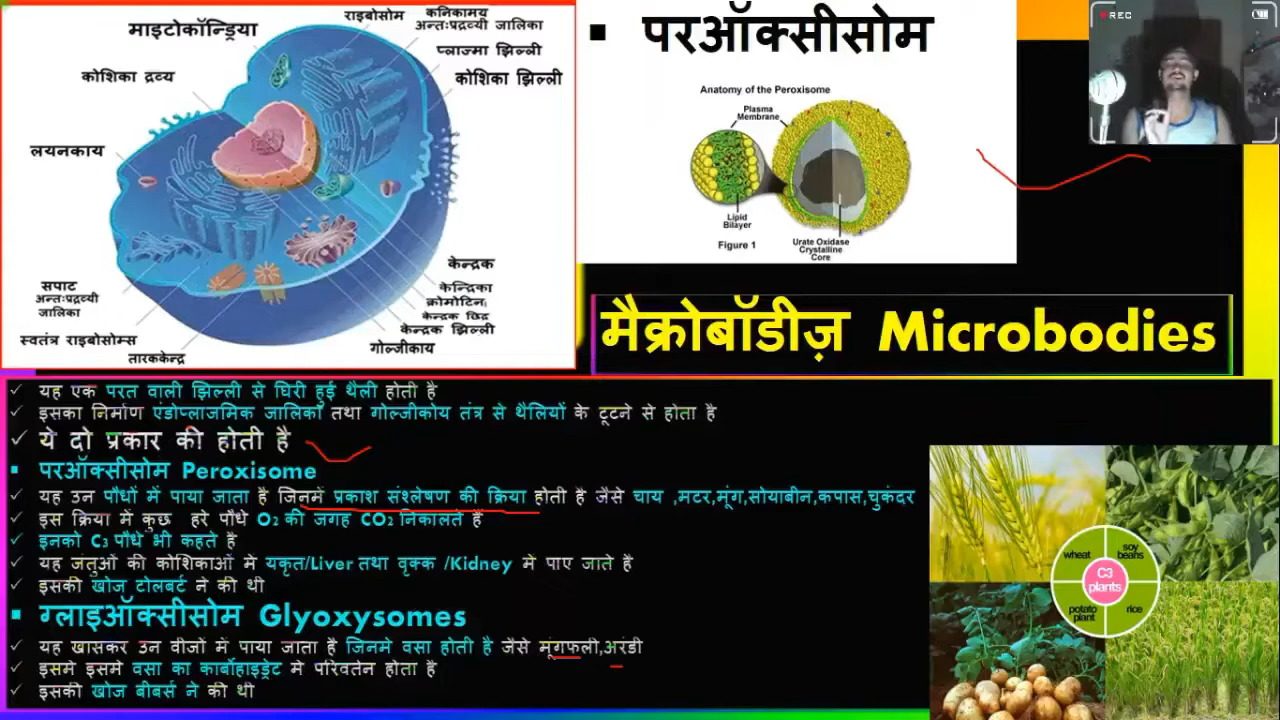 माइटोकॉन्ड्रिया
राइबोसोम
कनिकामय
अन्तःप्रद्रव्यी जालिका
प्लाज्मा झिल्ली
कोशिका झिल्ली
कोशिका द्रव्य
लयनकाय
सपाट
अन्तःप्रद्रव्यी
जालिका
स्वतंत्र राइबोसोम्स
तारककेन्द्र
केन्द्रक
केन्द्रिका
क्रोमोटिन
केन्द्रक छिद्र
केन्द्रक झिल्ली
गोल्जीकाय
▪ परऑक्सीसोम
Anatomy of the Peroxisome
Plasma
Membrane
Lipid
Bilayer
Figure 1
Urate Oxidase
Crystalline
Core
REC
मैक्रोबॉडीज़ Microbodies
✓ यह एक परत वाली झिल्ली से घिरी हुई थैली होती है
✓ इसका निर्माण एंडोप्लाजमिक जालिका तथा गोल्जीकोय तंत्र से थैलियों के टूटने से होता है
✓ ये दो प्रकार की होती है
▪ परऑक्सीसोम Peroxisome
✓ यह उन पौधों में पाया जाता है जिनमें प्रकाश संश्लेषण की क्रिया होती है जैसे चाय ,मटर,मूंग,सोयाबीन,कपास,चुकंदर
✓ इस क्रिया में कुछ हरे पौधे O₂ की जगह CO₂ निकालते हैं
✓ इनको C₃ पौधे भी कहते है
✓ यह जंतुओं की कोशिकाओं मे यकृत/Liver तथा वृक्क /Kidney मे पाए जाते है
✓ इसकी खोज टोलबर्ट ने की थी
▪ ग्लाइऑक्सीसोम Glyoxysomes
✓ यह खासकर उन वीजों में पाया जाता है जिनमे वसा होती है जैसे मूंगफली,अरंडी
✓ इसमे इसमे वसा का कार्बोहाइड्रेट मे परिवर्तन होता है
✓ इसकी खोज बीबर्स ने की थी
wheat
soy
beans
C3
plants
potato
plant
rice